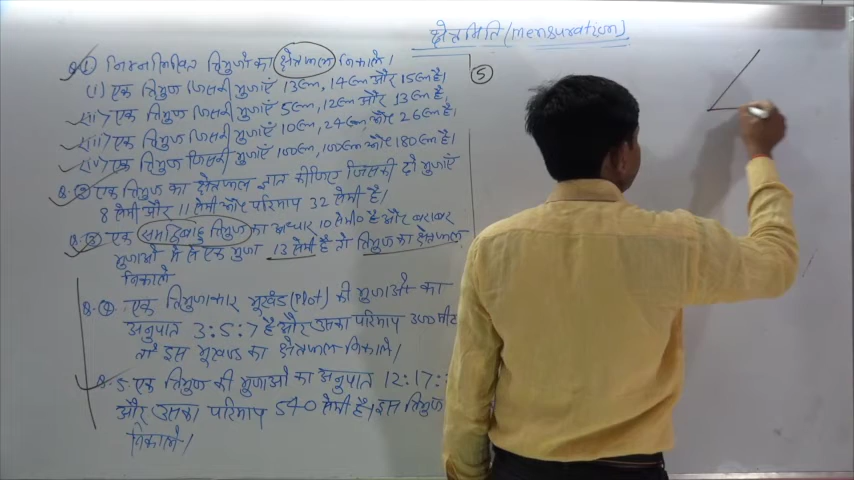 क्षेत्रमिति (mensuration)
Q.① निम्नलिखित त्रिभुजों का क्षेत्रफल निकाले।
(i) एक त्रिभुज जिसकी भुजाएँ 13cm, 14cm और 15cm है।
(ii)> एक त्रिभुज जिसकी भुजाएँ 5cm, 12cm और 13cm है।
(iii)> एक त्रिभुज जिसकी भुजाएँ 10cm, 24cm और 26cm है।
(iv)> एक त्रिभुज जिसकी भुजाएँ 100cm, 100cm और 180cm है।
Q.② एक त्रिभुज का क्षेत्रफल ज्ञात कीजिए जिसकी दो भुजाएँ
8 सेमी और 11 सेमी और परिमाप 32 सेमी है।
Q.③ एक समद्विबाहु त्रिभुज का आधार 10 सेमी० है और बराबर
भुजाओं में से एक भुजा 13 सेमी है तो त्रिभुज का क्षेत्रफल
निकाले
Q.④ एक त्रिभुजाकार भूखंड (Plot) की भुजाओं का
अनुपात 3:5:7 है और उसका परिमाप 300 मीट
तो इस भूखण्ड का क्षेत्रफल निकाले।
Q.5. एक त्रिभुज की भुजाओं का अनुपात 12:17:
और उसका परिमाप 540 सेमी है। इस त्रिभुज
निकाले।
⑤